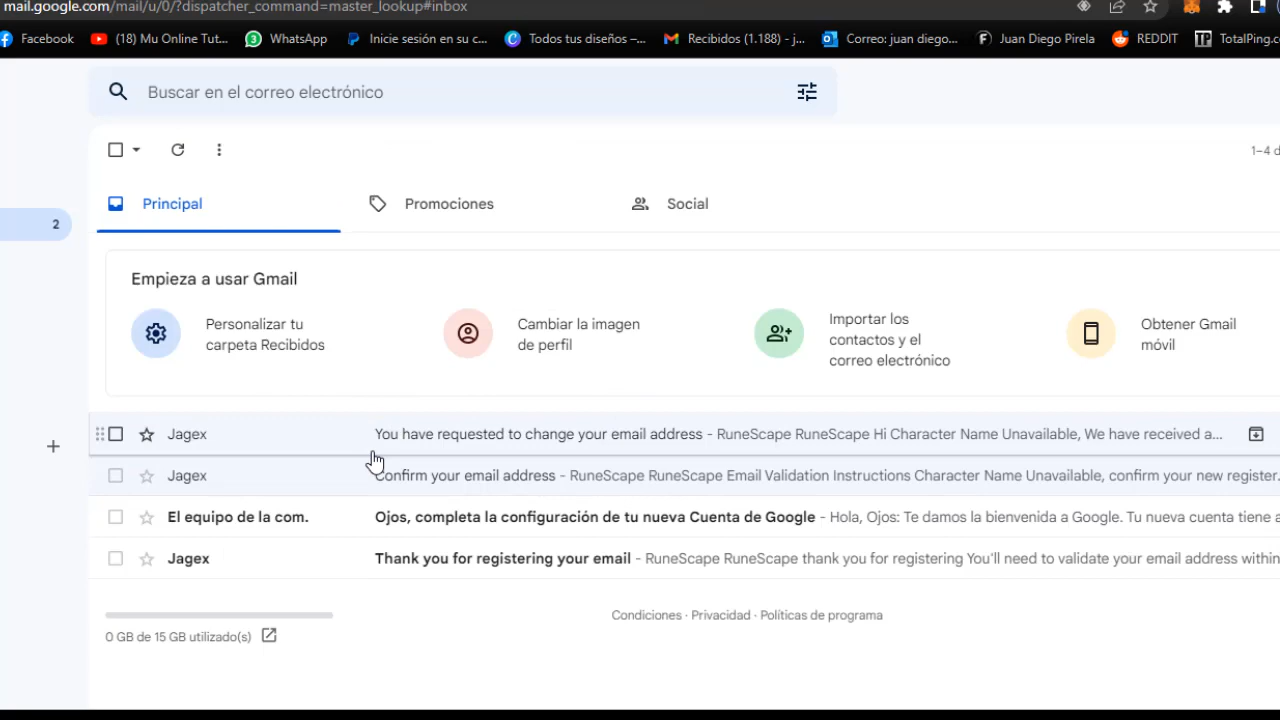 mail.google.com/mail/u/0/?dispatcher_command=master_lookup#inbox
Facebook (18) Mu Online Tut... WhatsApp Inicie sesión en su c... Todos tus diseños –... Recibidos (1.188) - j... Correo: juan diego... Juan Diego Pirela REDDIT TotalPing.c
Buscar en el correo electrónico
1–4 d
Principal Promociones Social
2
Empieza a usar Gmail
Personalizar tu
carpeta Recibidos
Cambiar la imagen
de perfil
Importar los
contactos y el
correo electrónico
Obtener Gmail
móvil
Jagex You have requested to change your email address - RuneScape RuneScape Hi Character Name Unavailable, We have received a...
Jagex Confirm your email address - RuneScape RuneScape Email Validation Instructions Character Name Unavailable, confirm your new register.
El equipo de la com. Ojos, completa la configuración de tu nueva Cuenta de Google - Hola, Ojos: Te damos la bienvenida a Google. Tu nueva cuenta tiene a
Jagex Thank you for registering your email - RuneScape RuneScape thank you for registering You'll need to validate your email address within
Condiciones · Privacidad · Políticas de programa
0 GB de 15 GB utilizado(s)